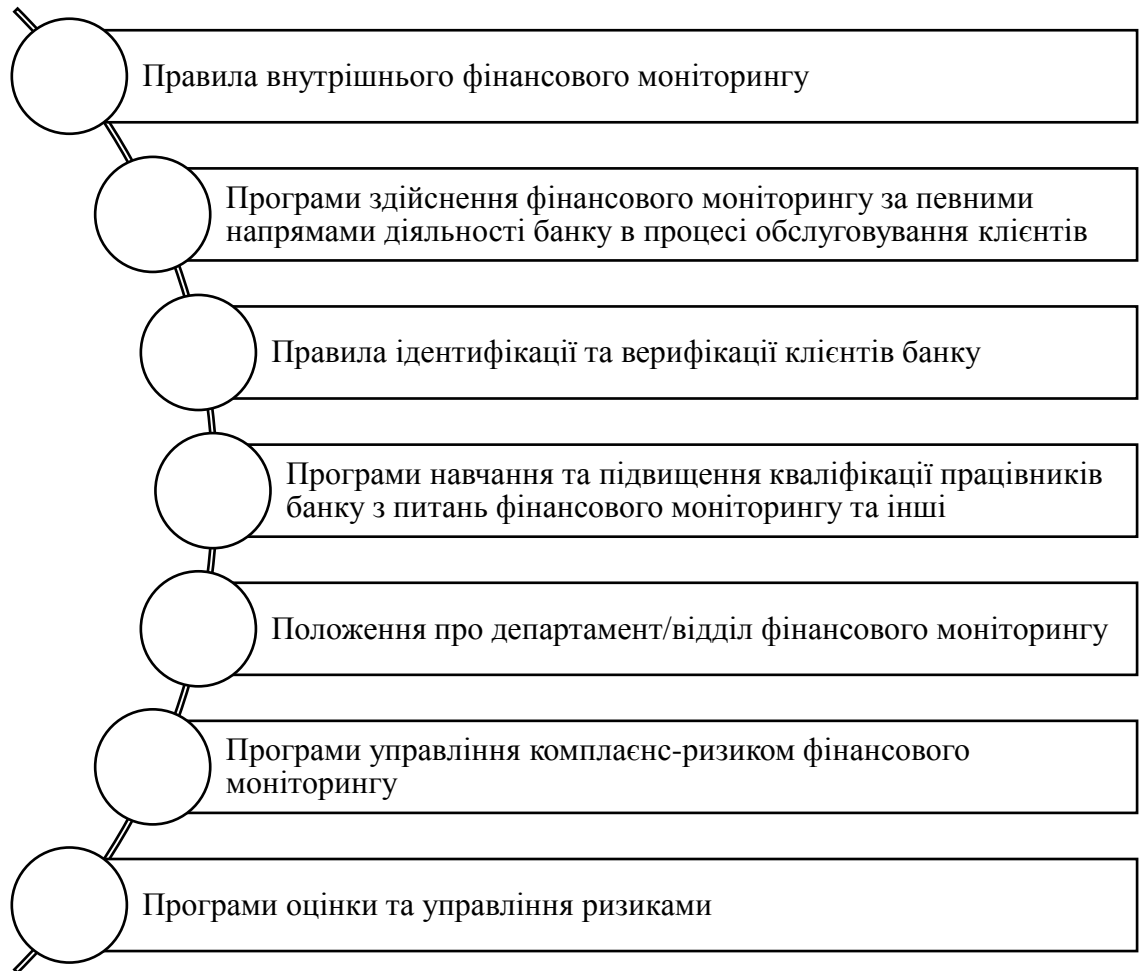 Правила внутрішнього фінансового моніторингу
Програми здійснення фінансового моніторингу за певними
напрямами діяльності банку в процесі обслуговування клієнтів
Правила ідентифікації та верифікації клієнтів банку
Програми навчання та підвищення кваліфікації працівників
банку з питань фінансового моніторингу та інші
Положення про департамент/відділ фінансового моніторингу
Програми управління комплаєнс-ризиком фінансового
моніторингу
Програми оцінки та управління ризиками